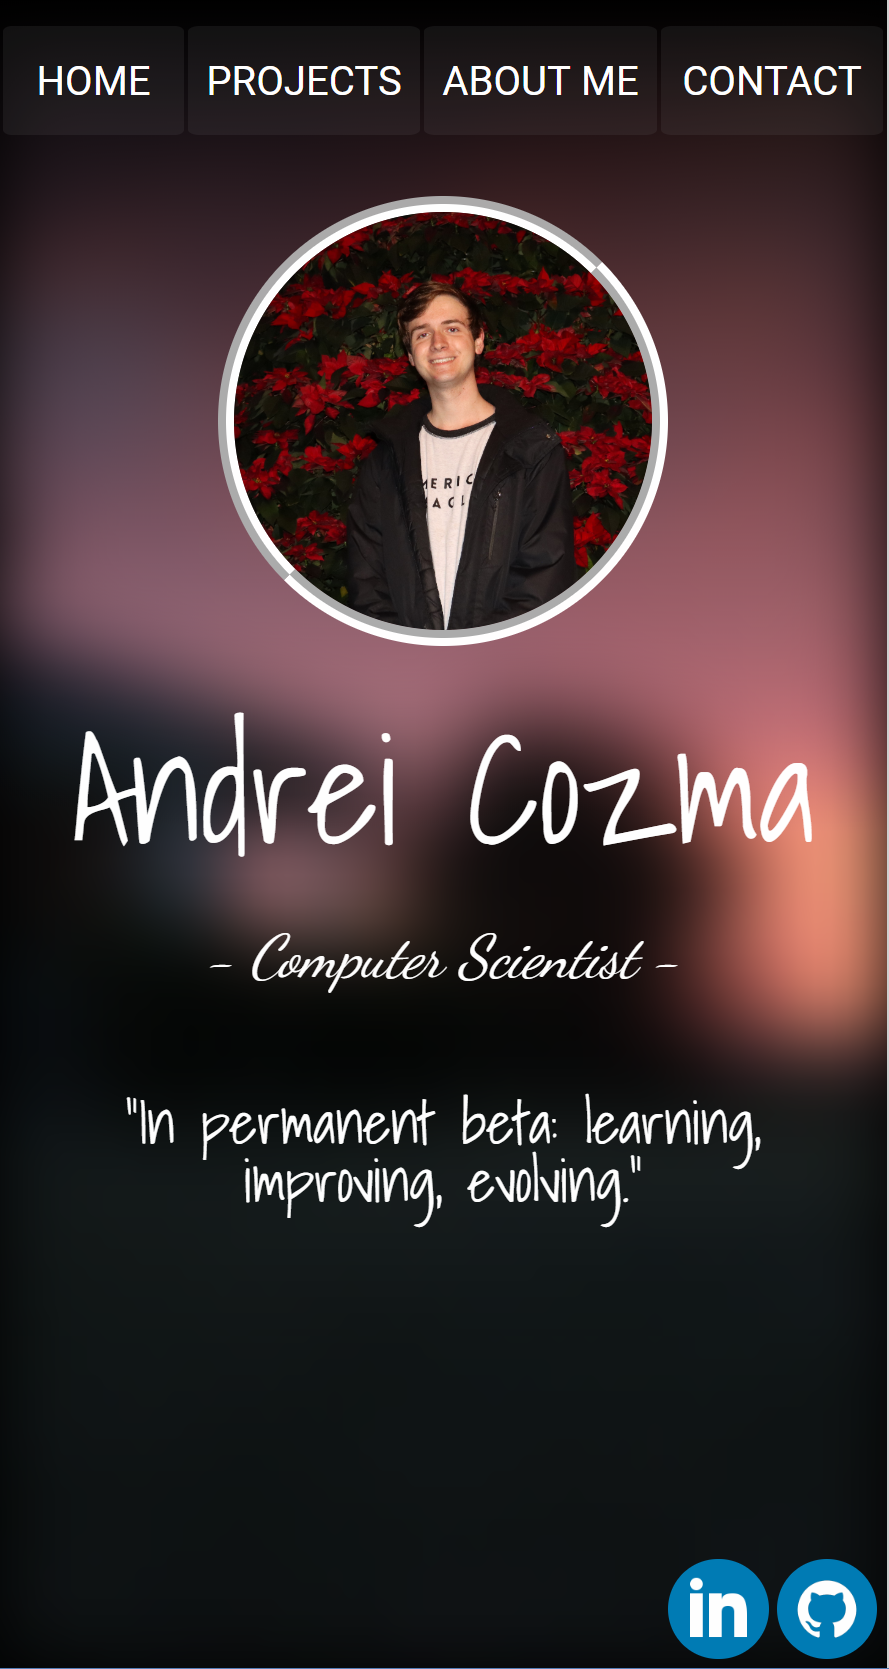 HOME PROJECTS ABOUT ME CONTACT
Andrei Cozma
- Computer Scientist -
"In permanent beta: learning,
improving, evolving."
in